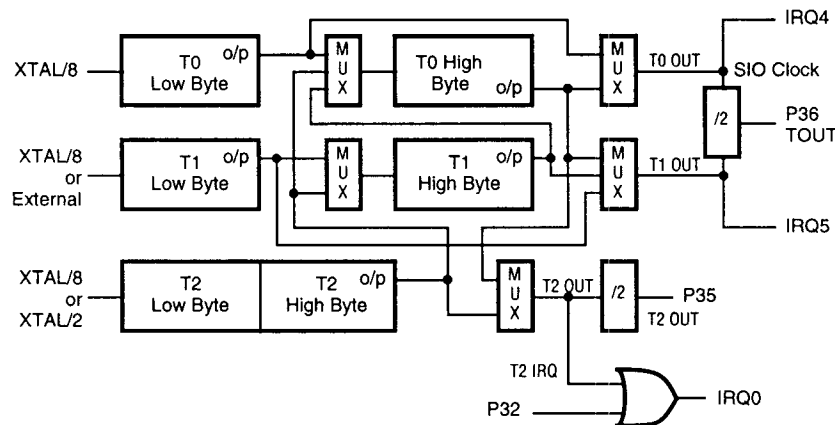 IRQ4
T0
Low Byte
o/p
M
U
X
T0 High
Byte
o/p
M
U
X
T0 OUT
XTAL/8
SIO Clock
/2
P36
TOUT
XTAL/8
or
External
T1
Low Byte
o/p
M
U
X
T1
High Byte
o/p
M
U
X
T1 OUT
IRQ5
XTAL/8
or
XTAL/2
T2
Low Byte
T2
High Byte
o/p
M
U
X
T2 OUT
/2
P35
T2 OUT
T2 IRQ
P32
IRQ0